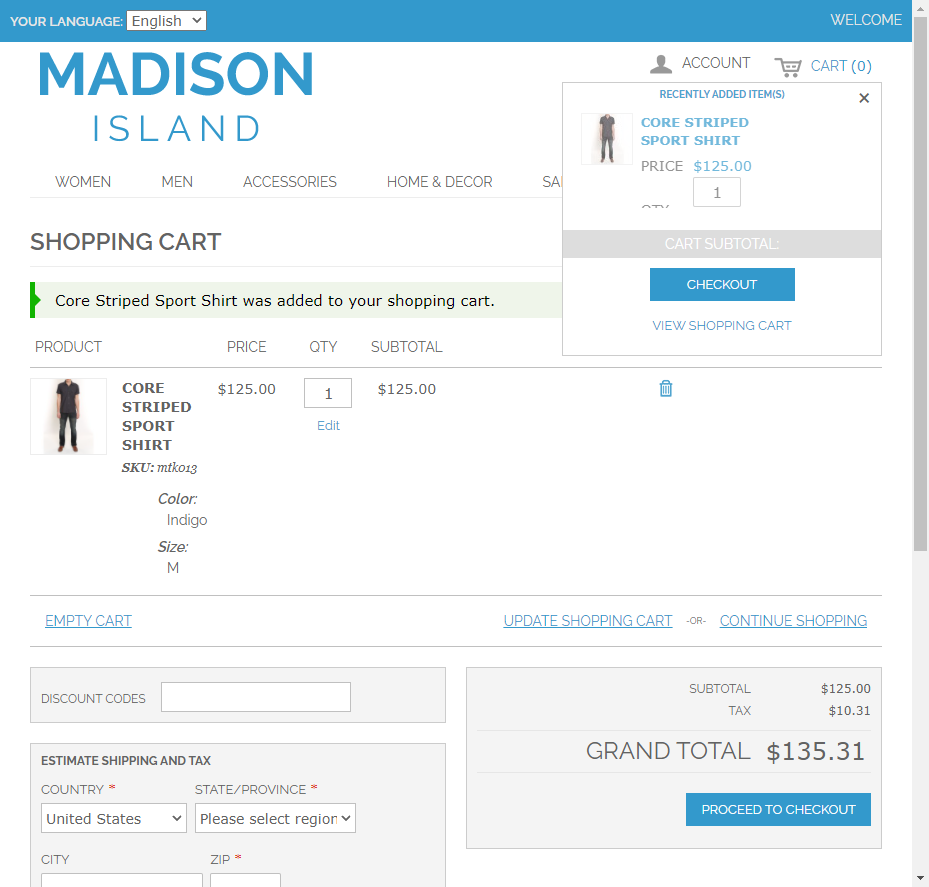 YOUR LANGUAGE: English
WELCOME
MADISON
ISLAND
ACCOUNT
CART (0)
RECENTLY ADDED ITEM(S)
×
CORE STRIPED
SPORT SHIRT
PRICE $125.00
QTY 1
CART SUBTOTAL:
CHECKOUT
VIEW SHOPPING CART
WOMEN MEN ACCESSORIES HOME & DECOR SA
SHOPPING CART
Core Striped Sport Shirt was added to your shopping cart.
PRODUCT PRICE QTY SUBTOTAL
CORE
STRIPED
SPORT
SHIRT
SKU: mtk013
Color:
Indigo
Size:
M
$125.00
1
Edit
$125.00
EMPTY CART
UPDATE SHOPPING CART -OR- CONTINUE SHOPPING
DISCOUNT CODES
ESTIMATE SHIPPING AND TAX
COUNTRY * STATE/PROVINCE *
United States Please select region
CITY ZIP *
SUBTOTAL $125.00
TAX $10.31
GRAND TOTAL $135.31
PROCEED TO CHECKOUT